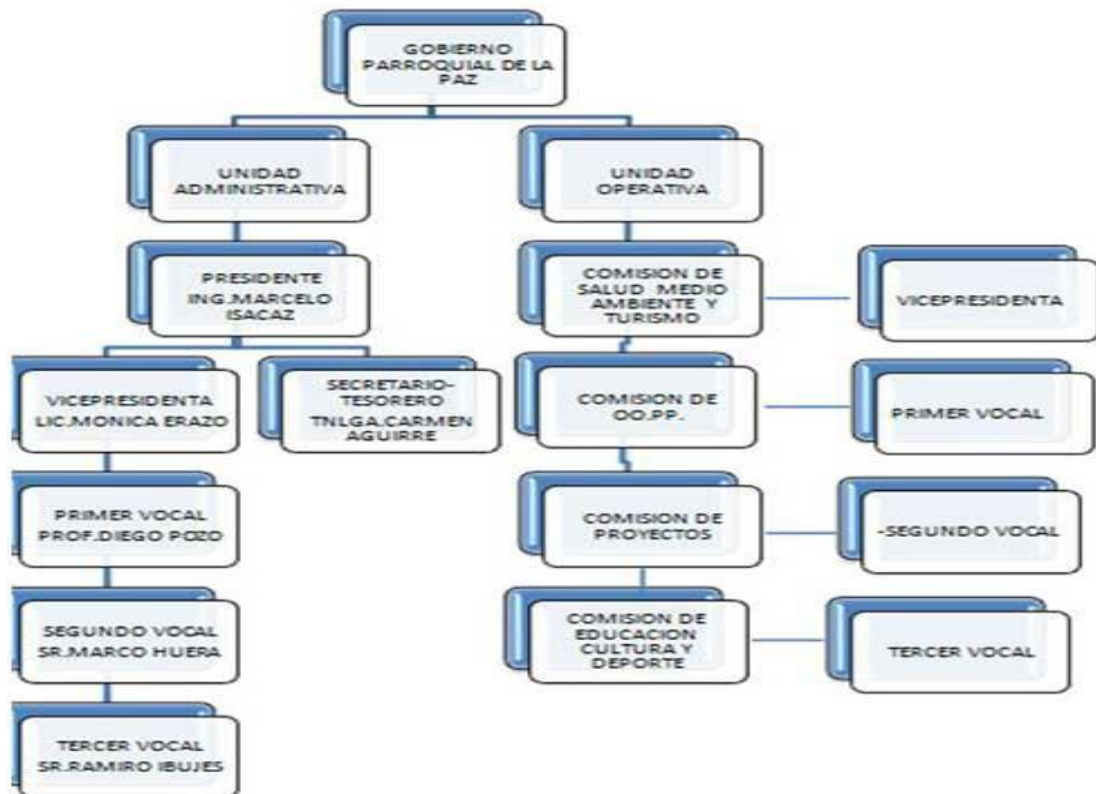 GOBIERNO
PARROQUIAL DE LA
PAZ
UNIDAD
ADMINISTRATIVA
UNIDAD
OPERATIVA
PRESIDENTE
ING.MARCELO
ISACAZ
COMISION DE
SALUD MEDIO
AMBIENTE Y
TURISMO
VICEPRESIDENTA
VICEPRESIDENTA
LIC.MONICA ERAZO
SECRETARIO-
TESORERO
TNLGA.CARMEN
AGUIRRE
COMISION DE
OO.PP.
PRIMER VOCAL
PRIMER VOCAL
PROF.DIEGO POZO
COMISION DE
PROYECTOS
-SEGUNDO VOCAL
SEGUNDO VOCAL
SR.MARCO HUERA
COMISION DE
EDUCACION
CULTURA Y
DEPORTE
TERCER VOCAL
TERCER VOCAL
SR.RAMIRO IBUJES